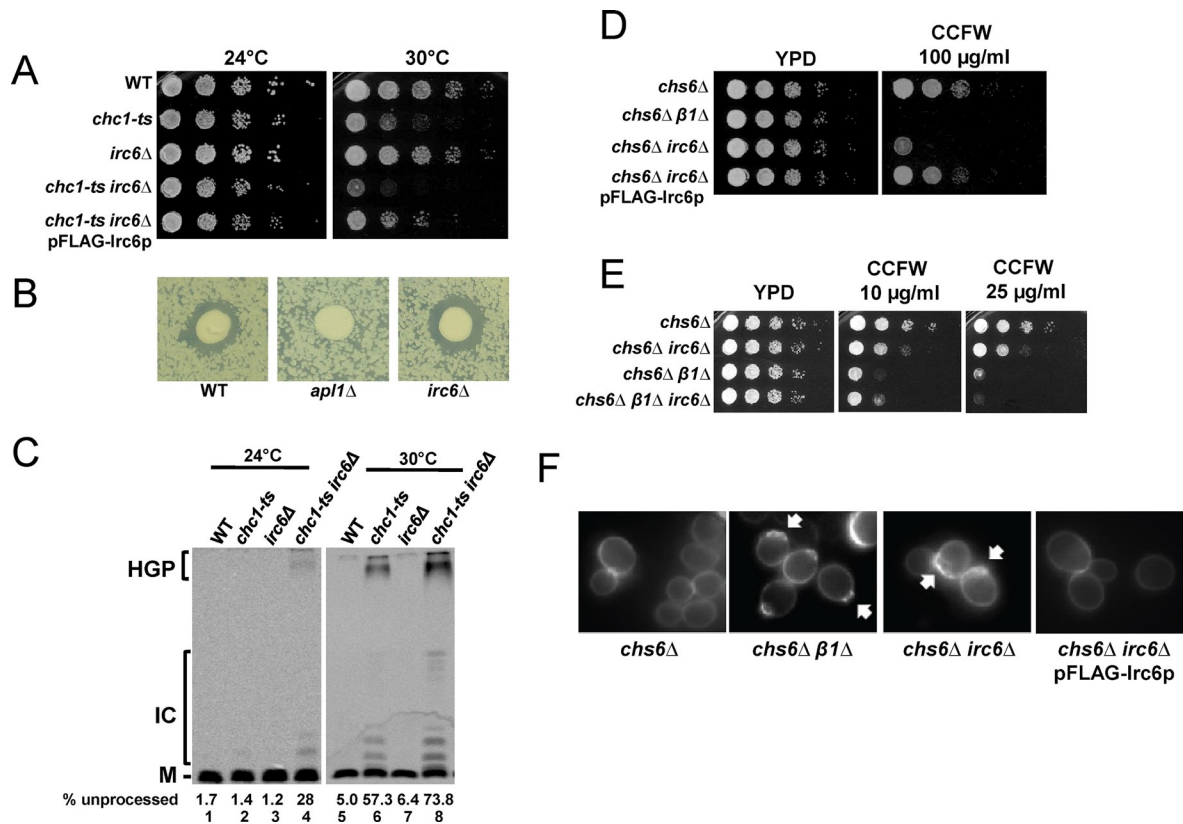 A
24°C
30°C
WT
chc1-ts
irc6Δ
chc1-ts irc6Δ
chc1-ts irc6Δ
pFLAG-Irc6p
B
WT
apl1Δ
irc6Δ
C
24°C
30°C
WT
chc1-ts
irc6Δ
chc1-ts irc6Δ
WT
chc1-ts
irc6Δ
chc1-ts irc6Δ
HGP
IC
M
% unprocessed 1.7 1.4 1.2 28 5.0 57.3 6.4 73.8
1 2 3 4 5 6 7 8
D
YPD
CCFW
100 µg/ml
chs6Δ
chs6Δ β1Δ
chs6Δ irc6Δ
chs6Δ irc6Δ
pFLAG-Irc6p
E
YPD
CCFW
10 µg/ml
CCFW
25 µg/ml
chs6Δ
chs6Δ irc6Δ
chs6Δ β1Δ
chs6Δ β1Δ irc6Δ
F
chs6Δ
chs6Δ β1Δ
chs6Δ irc6Δ
chs6Δ irc6Δ
pFLAG-Irc6p